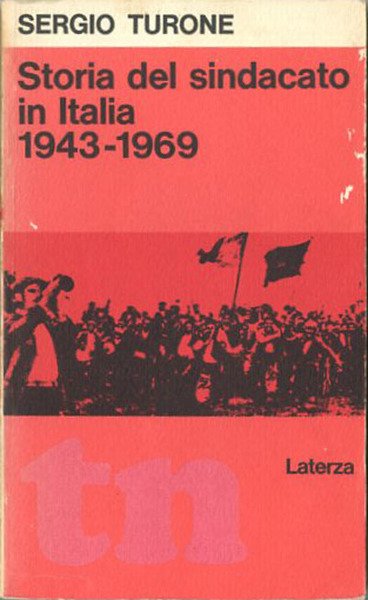 SERGIO TURONE
Storia del sindacato
in Italia
1943-1969
Laterza
tn